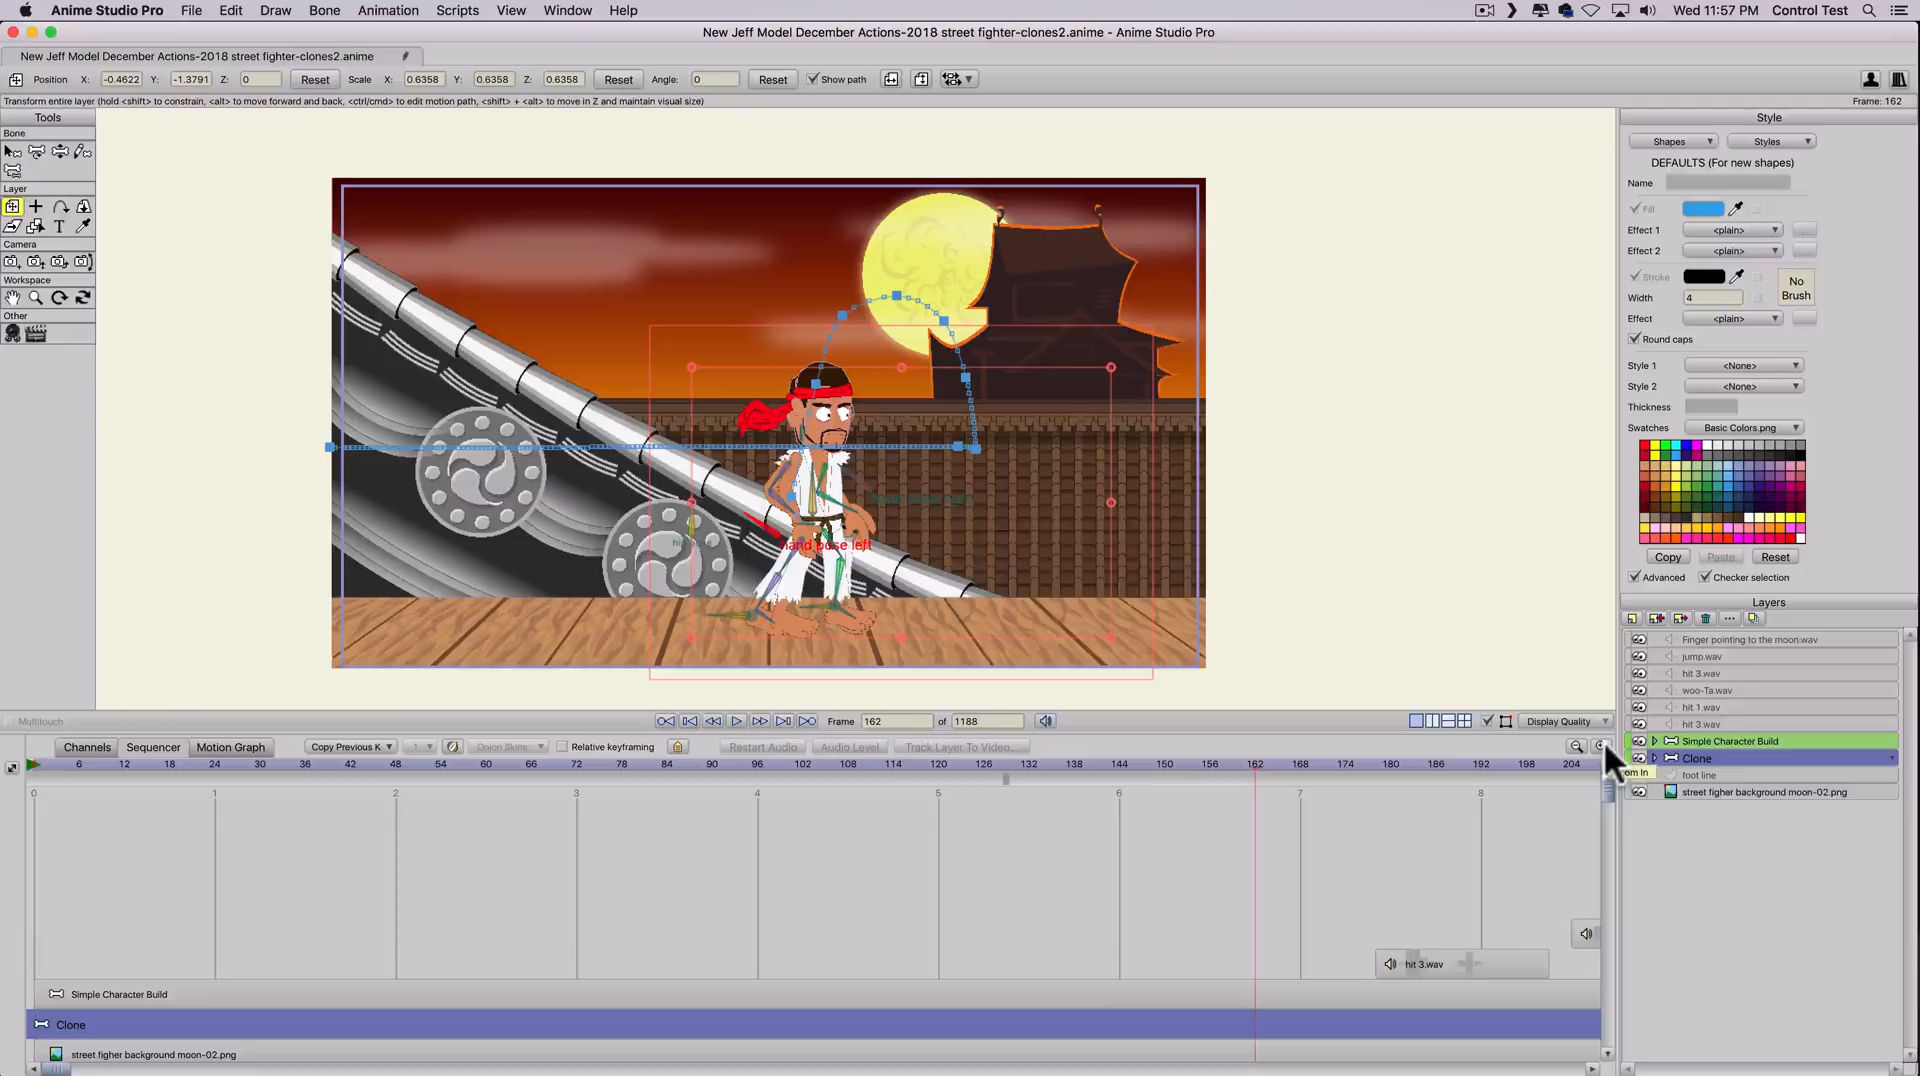 Anime Studio Pro File Edit Draw Bone Animation Scripts View Window Help Wed 11:57 PM Control Test
New Jeff Model December Actions-2018 street fighter-clones2.anime - Anime Studio Pro
New Jeff Model December Actions-2018 street fighter-clones2.anime
Position X: -0.4622 Y: -1.3791 Z: 0 Reset Scale X: 0.6358 Y: 0.6358 Z: 0.6358 Reset Angle: 0 Reset Show path
Transform entire layer (hold <shift> to constrain, <alt> to move forward and back, <ctrl/cmd> to edit motion path, <shift> + <alt> to move in Z and maintain visual size) Frame: 162
Tools
Bone
Layer
Camera
Workspace
Other
hand pose left
Style
Shapes Styles
DEFAULTS (For new shapes)
Name
Fill
Effect 1 <plain>
Effect 2 <plain>
Stroke
No Brush
Width 4
Effect <plain>
Round caps
Style 1 <None>
Style 2 <None>
Thickness
Swatches Basic Colors.png
Copy Paste Reset
Advanced Checker selection
Layers
Finger pointing to the moon.wav
jump.wav
hit 3.wav
woo-Ta.wav
hit 1.wav
hit 3.wav
Simple Character Build
Clone
foot line
street figher background moon-02.png
Multitouch
Frame 162 of 1188 Display Quality
Channels Sequencer Motion Graph Copy Previous K 1 Onion Skins Relative keyframing Restart Audio Audio Level Track Layer To Video...
6 12 18 24 30 36 42 48 54 60 66 72 78 84 90 96 102 108 114 120 126 132 138 144 150 156 162 168 174 180 186 192 198 204
om In
0 1 2 3 4 5 6 7 8
hit 3.wav
Simple Character Build
Clone
street figher background moon-02.png